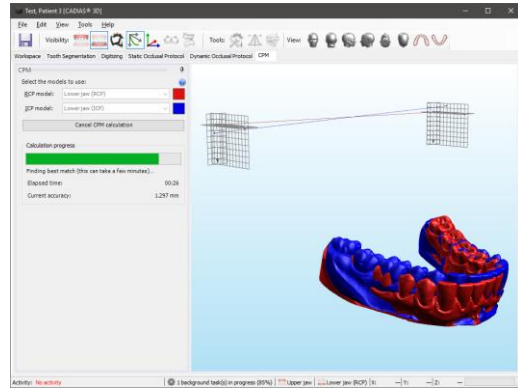 Test, Patient 3 [CADIAS® 3D]
File Edit View Tools Help
Visibility: Tools: View:
Workspace Tooth Segmentation Digitizing Static Occlusal Protocol Dynamic Occlusal Protocol CPM
CPM
Select the models to use:
RCP model: Lower jaw (RCP)
ICP model: Lower jaw (ICP)
Cancel CPM calculation
Calculation progress
Finding best match (this can take a few minutes)...
Elapsed time: 00:26
Current accuracy: 1.297 mm
Activity: No activity 1 background task(s) in progress (85%) Upper jaw Lower jaw (RCP) X: — Y: — Z: —